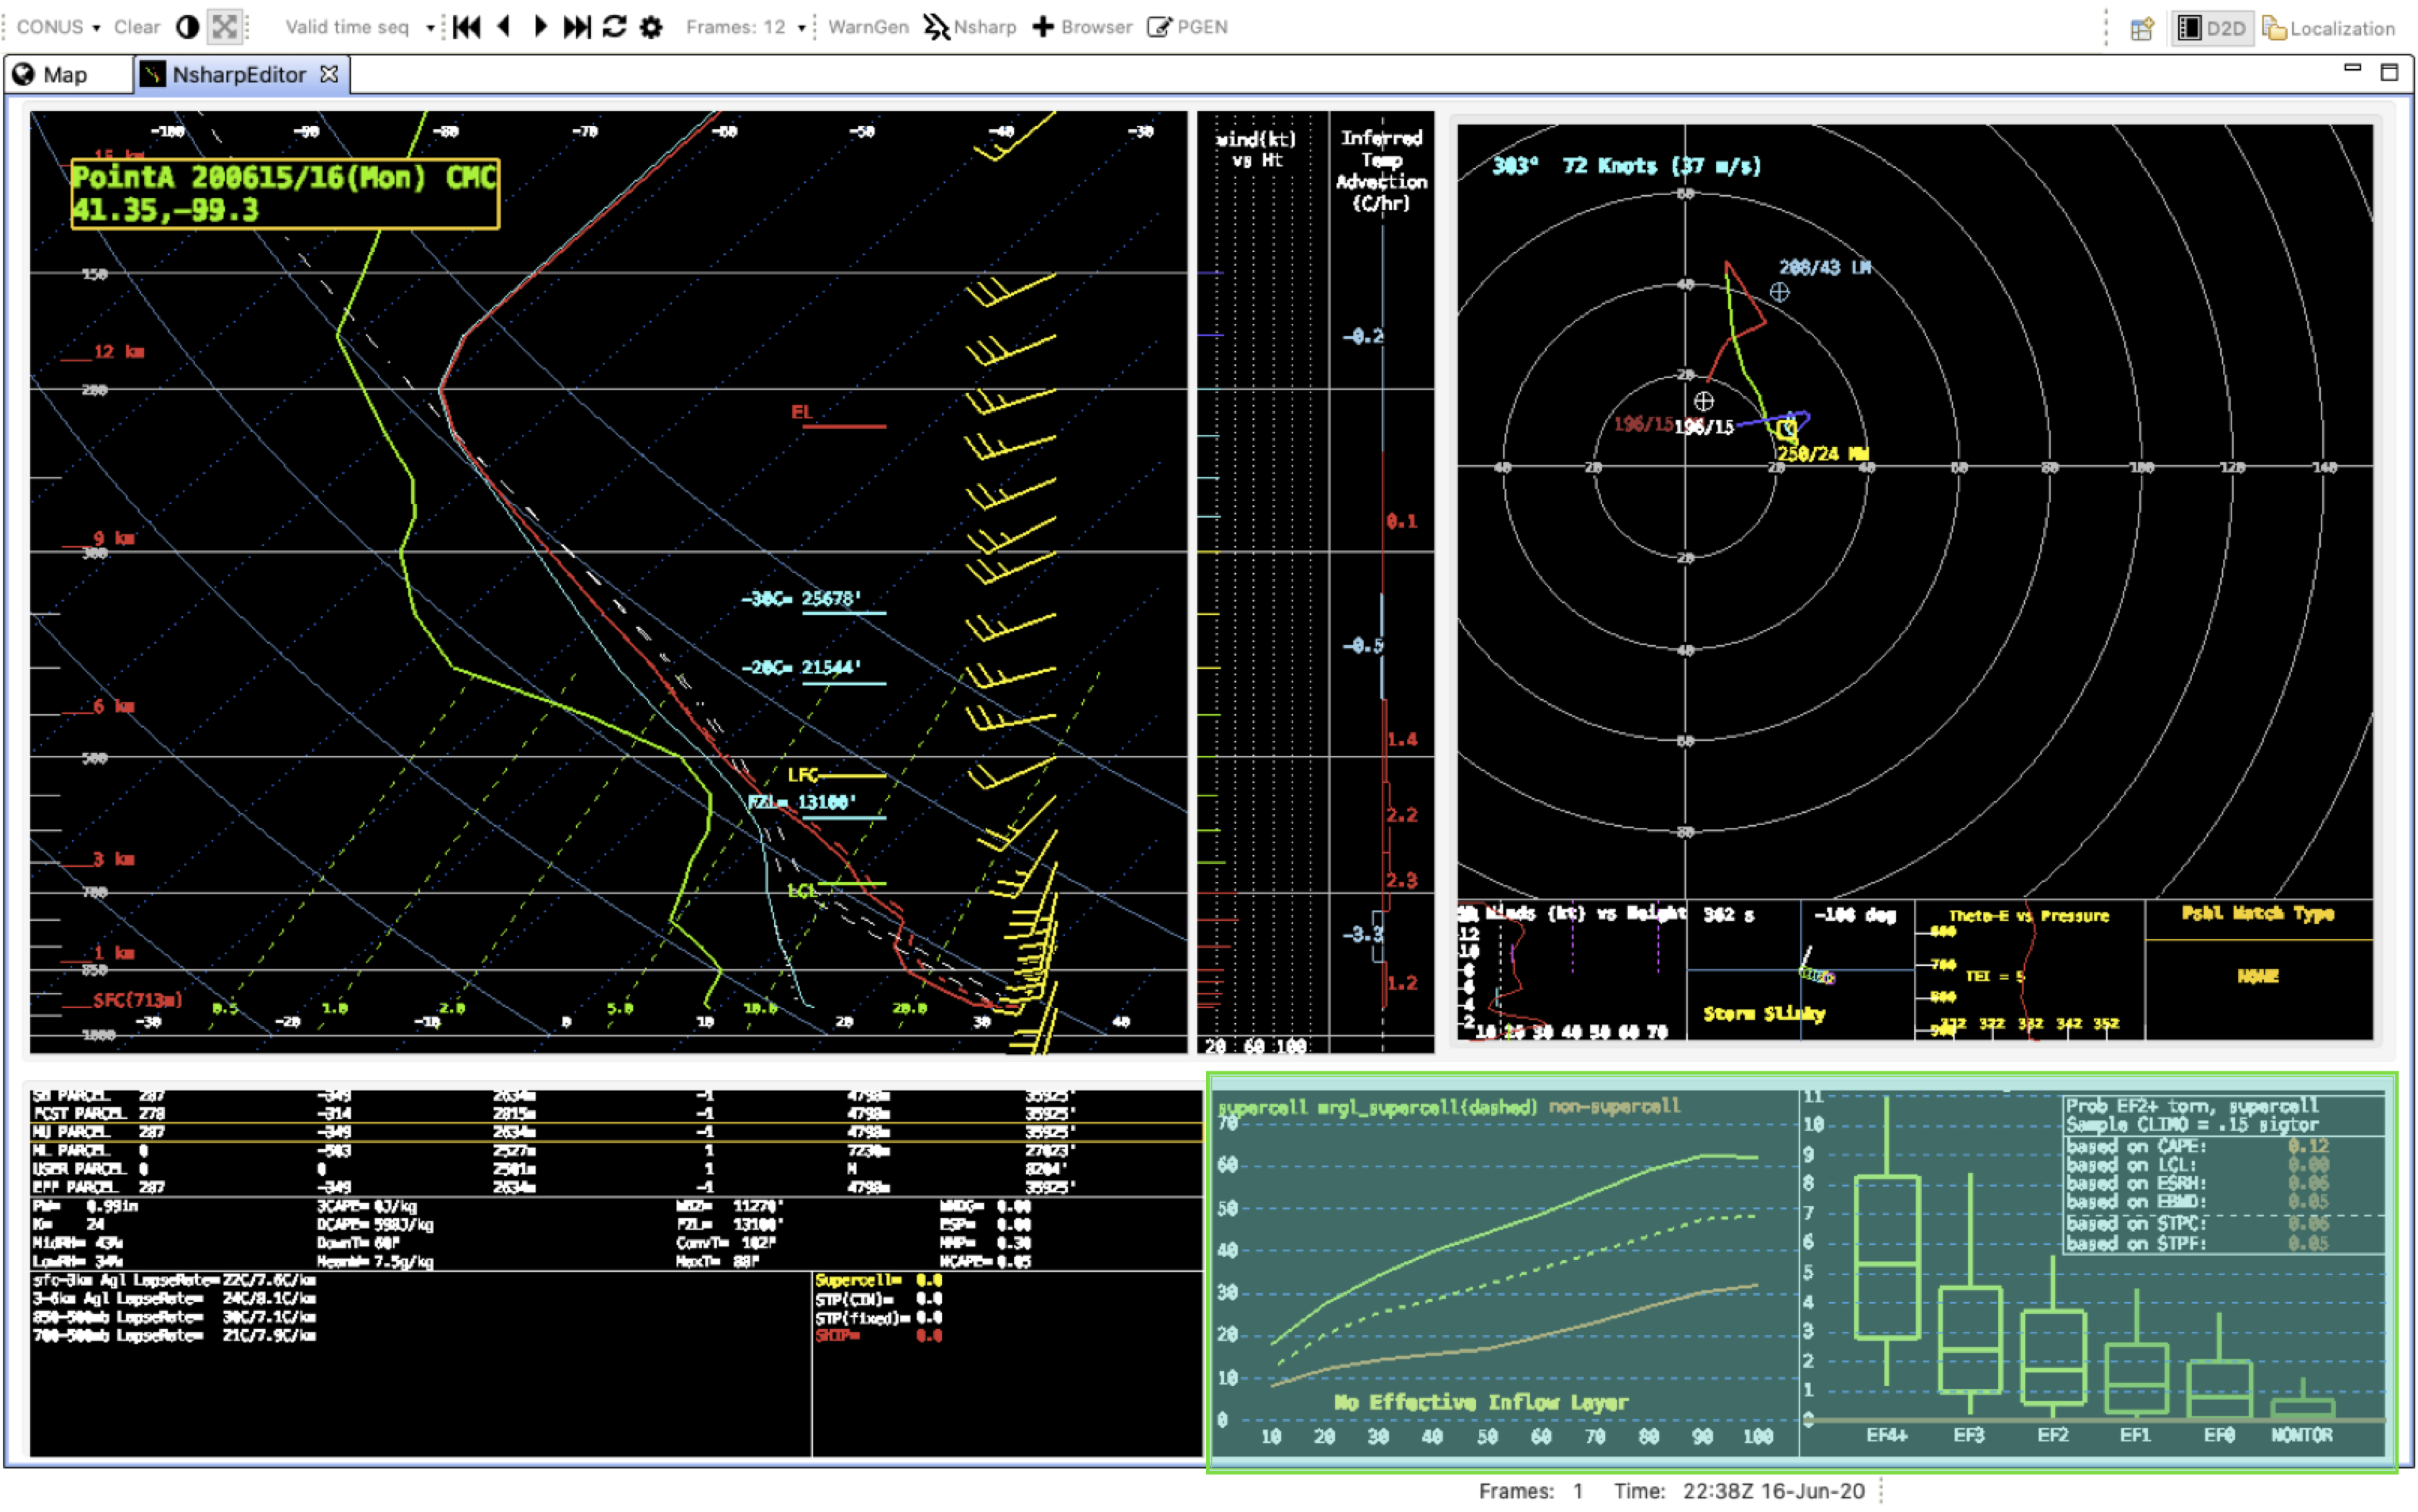 CONUS Clear Valid time seq Frames: 12 WarnGen Nsharp Browser PGEN D2D Localization
Map NsharpEditor
-100 -90 -80 -70 -60 -50 -40 -30
15 km
PointA 200615/16(Mon) CMC
41.35,-99.3
150
12 km
200
EL
9 km
300
-30C= 25678'
-20C= 21544'
6 km
500
LFC
FZL= 13100'
3 km
LCL
700
1 km
850
SFC(713m)
0.5 1.0 2.0 5.0 10.0 20.0
-30 -20 -10 0 10 20 30 40
1000
wind(kt)
vs Ht
20 60 100
Inferred
Temp
Advection
(C/hr)
-0.2
0.1
-0.5
1.4
2.2
2.3
-3.3
1.2
303° 72 Knots (37 m/s)
60
208/43 LM
40
20
196/15
196/15
250/24 MW
40 20 20 40 60 80 100 120 140
20
40
60
80
Winds (kt) vs Height
12
10
8
6
4
2
10 20 30 40 50 60 70
302 s -100 deg
Storm Slinky
Theta-E vs Pressure
600
700
TEI = 5
800
900
322 332 342 352
Psbl Watch Type
NONE
PARCEL 287 -349 2634m -1 4798m 35925'
FCST PARCEL 278 -314 2815m -1 4798m 35925'
MU PARCEL 287 -349 2634m -1 4798m 35925'
ML PARCEL 0 -503 2527m 1 7230m 27023'
USER PARCEL 0 0 2501m 1 M 8204'
EFF PARCEL 287 -349 2634m -1 4798m 35925'
PW= 0.99in 3CAPE= 0J/kg WBZ= 11270' WNDG= 0.00
K= 24 DCAPE= 598J/kg FZL= 13100' ESP= 0.00
MidRH= 43% DownT= 60F ConvT= 102F MMP= 0.30
LowRH= 34% MeanW= 7.5g/kg MaxT= 88F NCAPE= 0.05
sfc-3km Agl LapseRate= 22C/7.6C/km
3-6km Agl LapseRate= 24C/8.1C/km
850-500mb LapseRate= 30C/7.1C/km
700-500mb LapseRate= 21C/7.9C/km
Supercell= 0.0
STP(CIN)= 0.0
STP(fixed)= 0.0
SHIP= 0.0
supercell mrgl_supercell(dashed) non-supercell
70
60
50
40
30
20
10
No Effective Inflow Layer
0
10 20 30 40 50 60 70 80 90 100
11
10
9
8
7
6
5
4
3
2
1
0
Prob EF2+ torn, supercell
Sample CLIMO = .15 sigtor
based on CAPE: 0.12
based on LCL: 0.00
based on ESRH: 0.06
based on EBWD: 0.05
based on STPC: 0.06
based on STPF: 0.05
EF4+ EF3 EF2 EF1 EF0 NONTOR
Frames: 1 Time: 22:38Z 16-Jun-20